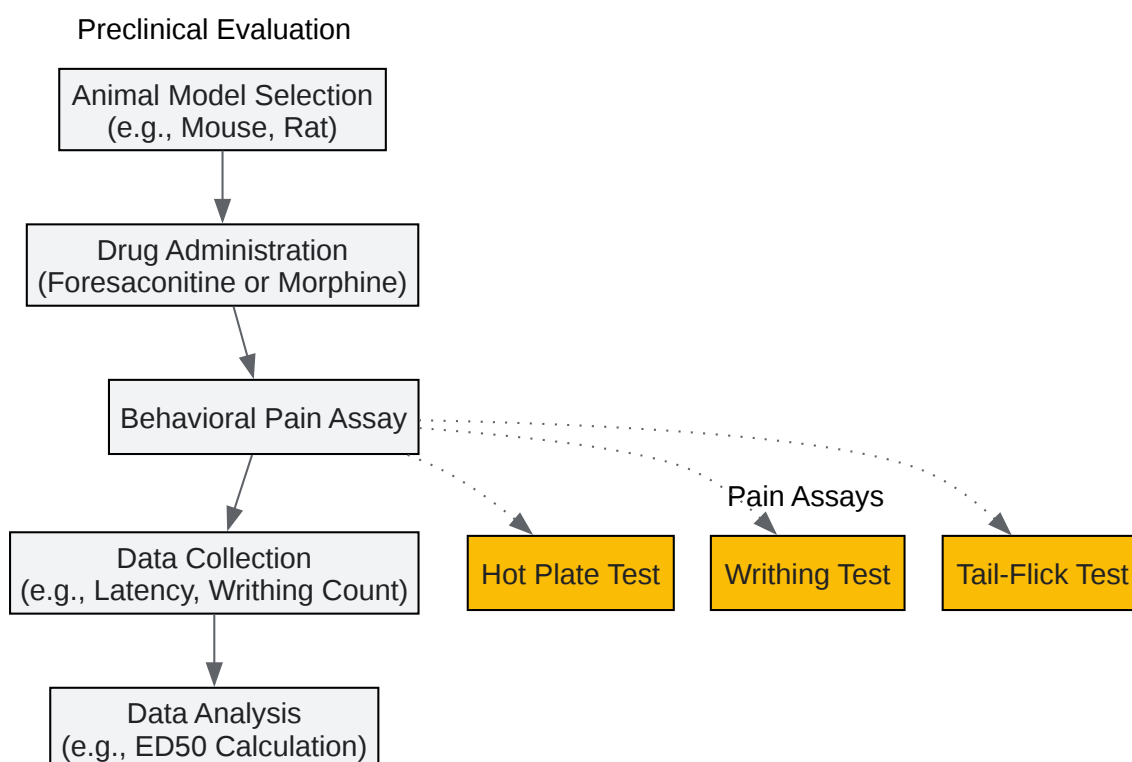 Preclinical Evaluation
Animal Model Selection
(e.g., Mouse, Rat)
Drug Administration
(Foresaconitine or Morphine)
Behavioral Pain Assay
Pain Assays
Data Collection
(e.g., Latency, Writhing Count)
Hot Plate Test
Writhing Test
Tail-Flick Test
Data Analysis
(e.g., ED50 Calculation)